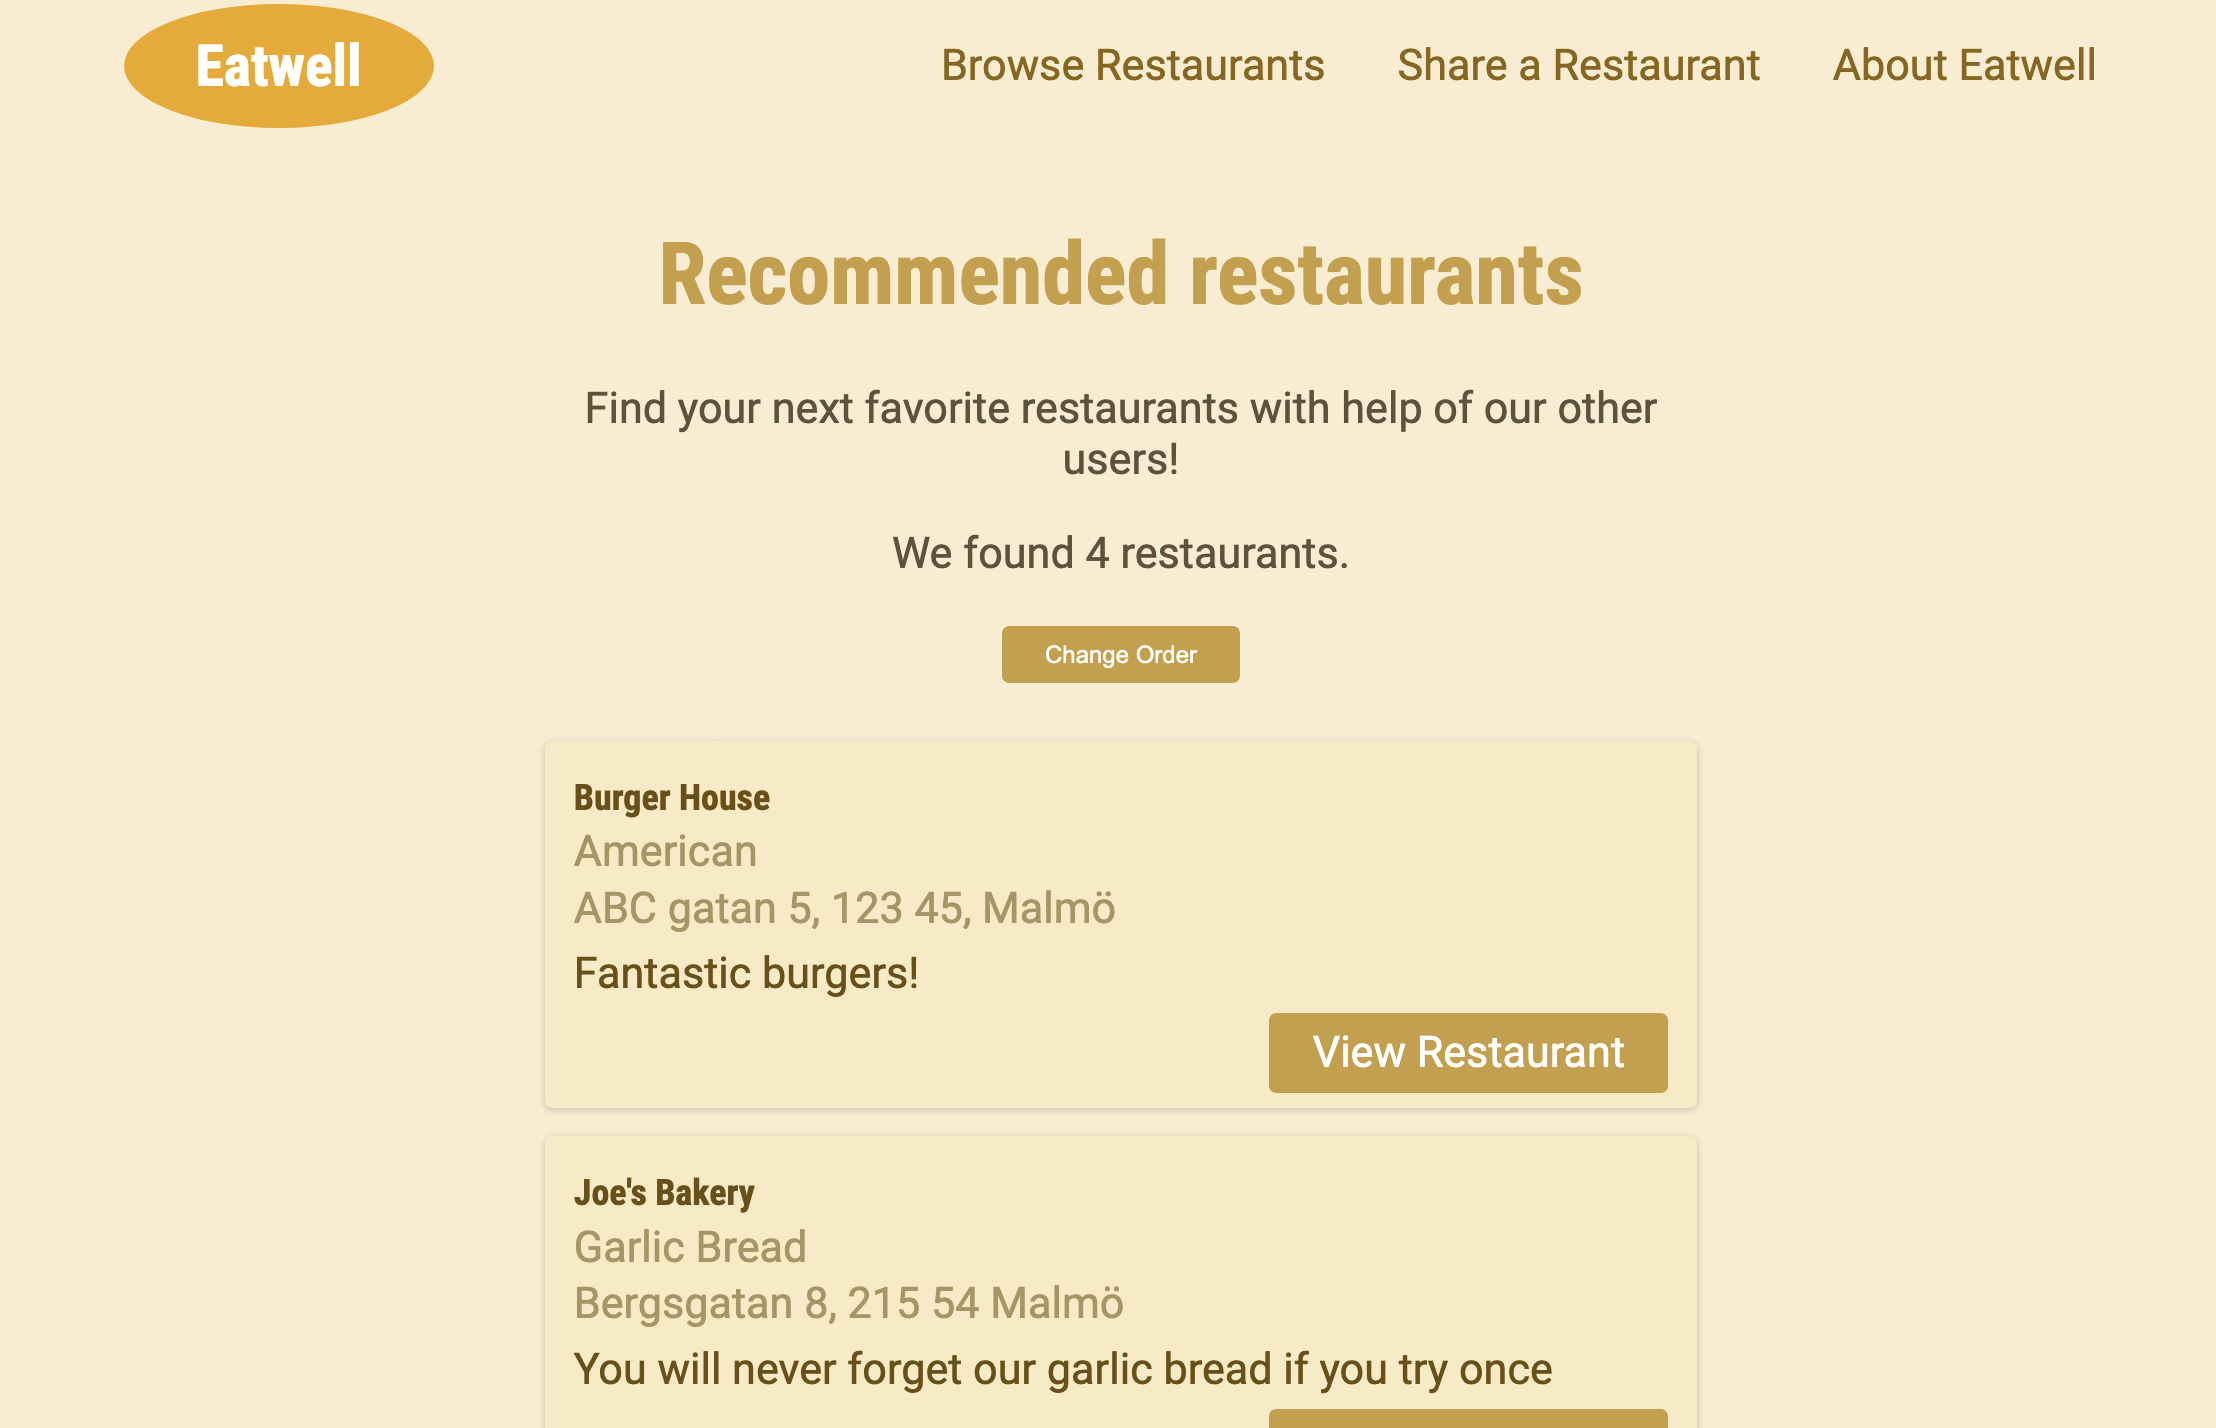 Eatwell
Browse Restaurants
Share a Restaurant
About Eatwell
Recommended restaurants
Find your next favorite restaurants with help of our other
users!
We found 4 restaurants.
Change Order
Burger House
American
ABC gatan 5, 123 45, Malmö
Fantastic burgers!
View Restaurant
Joe's Bakery
Garlic Bread
Bergsgatan 8, 215 54 Malmö
You will never forget our garlic bread if you try once